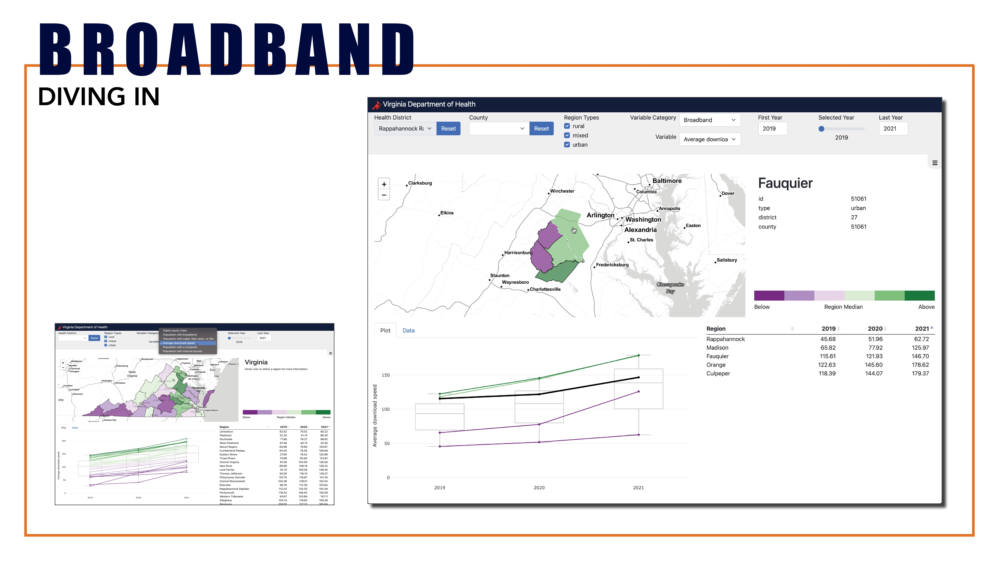 BROADBAND
DIVING IN
Virginia Department of Health
Health District
Rappahannock Ra
Reset
County
Reset
Region Types
rural
mixed
urban
Variable Category
Broadband
Variable
Average downloa
First Year
2019
Selected Year
2019
Last Year
2021
+
−
Clarksburg
Winchester
Baltimore
Columbia
Dover
Elkins
Annapolis
Arlington
Washington
Easton
Alexandria
St. Charles
Harrisonburg
Salisbury
Fredericksburg
Staunton
Waynesboro
Chesapeake
Bay
Charlottesville
Fauquier
id 51061
type urban
district 27
county 51061
Below Region Median Above
Plot Data
Average download speed
150
100
50
0
2019 2020 2021
Region 2019 2020 2021
Rappahannock 45.68 51.96 62.72
Madison 65.82 77.92 125.97
Fauquier 115.61 121.93 146.70
Orange 122.63 145.60 178.62
Culpeper 118.39 144.07 179.37
Virginia Department of Health
Health District
Reset
Region Types
rural
mixed
urban
Variable Category
Variable
Digital equity index
Population with broadband
Population with cable, fiber optic, or DSL
Average download speed
Population with a computer
Population with internet access
Selected Year
2019
Last Year
2021
+
−
Middletown
Hamilton
Cincinnati
Covington
Lancaster
Parkersburg
Morgantown
Hagerstown
Frederick
Md
Baltimore
Columbia
Annapolis
Millville
Vineland
Atlantic Ci
Dover
West
Virginia
Washington
St. Charles
Del.
Huntington
Charleston
Frankfort
Lexington
Richmond
ucky
Virginia Beach
Johnson City
Virginia
Hover over or select a region for more information.
Below Region Median Above
Plot Data
Average download speed
200
150
100
50
0
2019 2020 2021
Region 2019 2020 2021
Lenowisco 62.52 70.02 80.22
Piedmont 32.24 41.15 86.30
Southside 71.68 76.27 96.62
West Piedmont 67.48 84.12 97.40
Mount Rogers 60.89 79.95 100.67
Cumberland Plateau 64.03 76.36 108.08
Eastern Shore 27.60 76.52 120.89
Three Rivers 70.68 92.60 123.61
Central Virginia 81.08 104.59 126.56
New River 89.96 108.18 136.22
Lord Fairfax 91.70 109.28 136.45
Thomas Jefferson 94.05 116.10 139.37
Pittsylvania-Danville 107.74 118.87 141.35
Central Shenandoah 104.38 129.51 152.04
Roanoke 98.76 112.39 153.64
Rappahannock Rapidan 112.02 125.30 154.38
Portsmouth 116.32 126.44 155.59
Western Tidewater 93.67 120.69 157.11
Alleghany 103.14 119.60 159.38
Peninsula 108.97 127.32 165.64